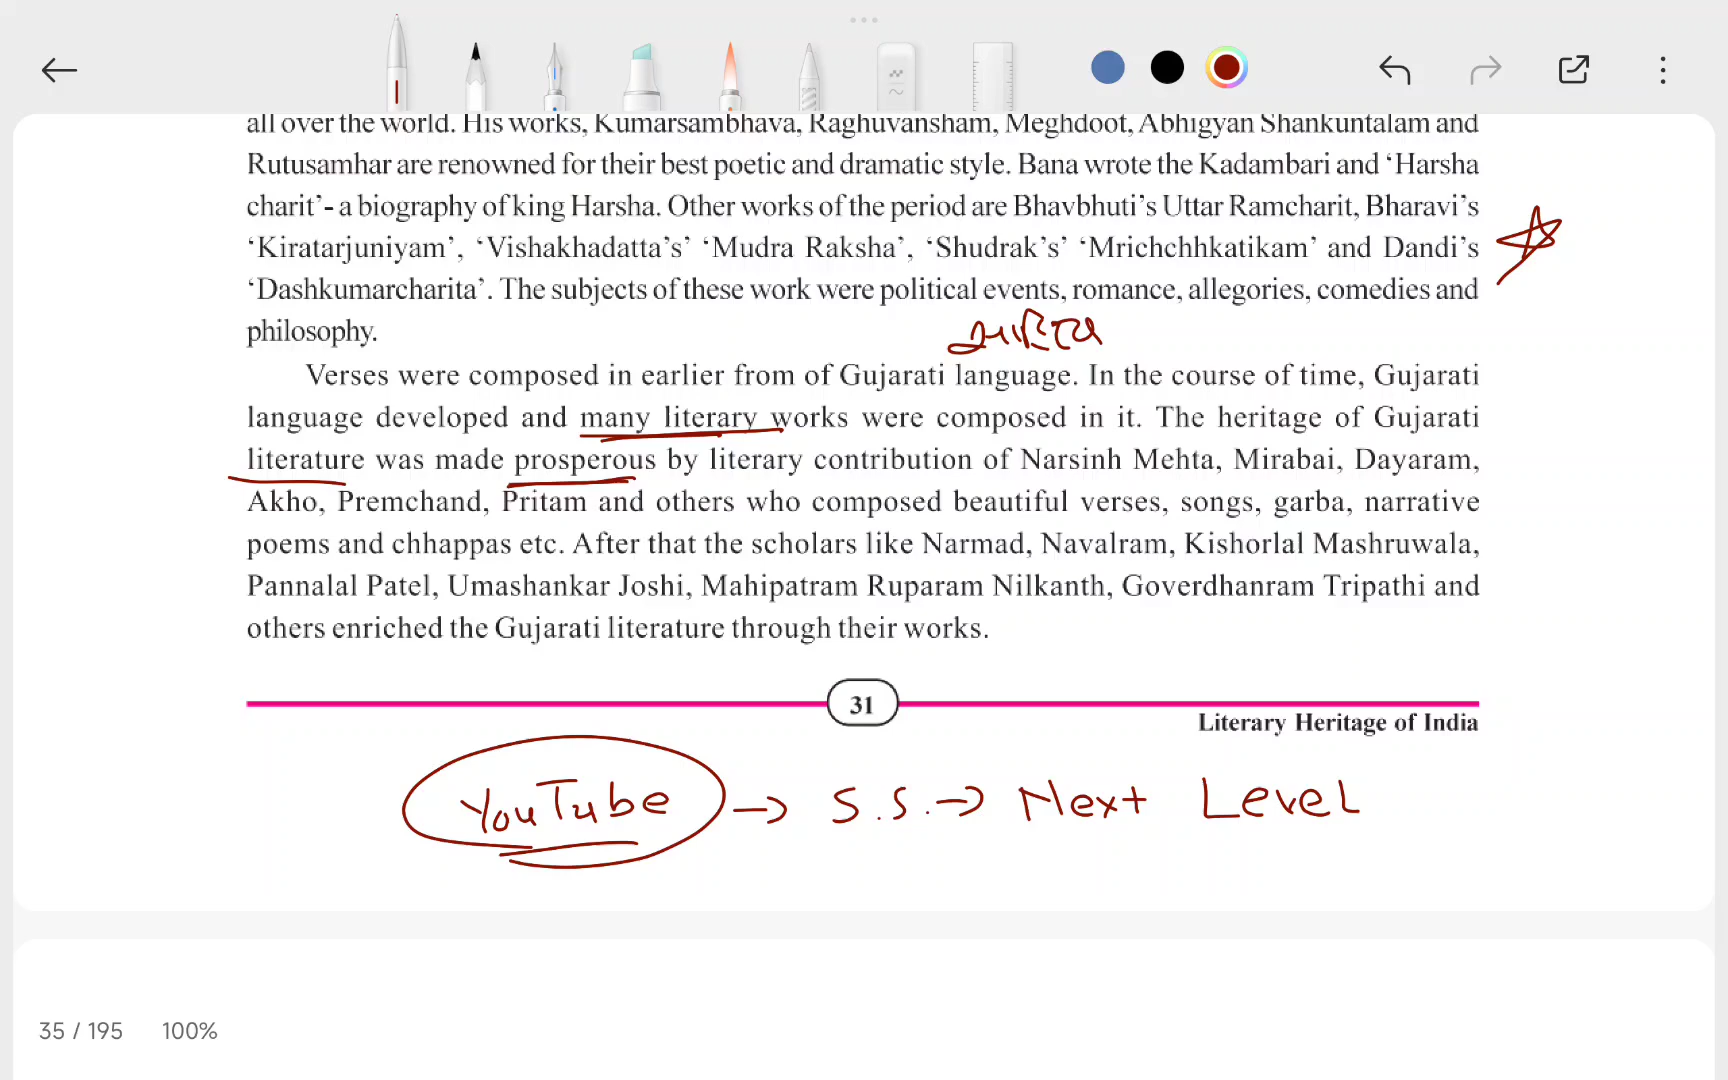 all over the world. His works, Kumarsambhava, Raghuvansham, Meghdoot, Abhigyan Shankuntalam and
Rutusamhar are renowned for their best poetic and dramatic style. Bana wrote the Kadambari and ‘Harsha
charit’- a biography of king Harsha. Other works of the period are Bhavbhuti’s Uttar Ramcharit, Bharavi’s
‘Kiratarjuniyam’, ‘Vishakhadatta’s’ ‘Mudra Raksha’, ‘Shudrak’s’ ‘Mrichchhkatikam’ and Dandi’s
‘Dashkumarcharita’. The subjects of these work were political events, romance, allegories, comedies and
philosophy.
Verses were composed in earlier from of Gujarati language. In the course of time, Gujarati
language developed and many literary works were composed in it. The heritage of Gujarati
literature was made prosperous by literary contribution of Narsinh Mehta, Mirabai, Dayaram,
Akho, Premchand, Pritam and others who composed beautiful verses, songs, garba, narrative
poems and chhappas etc. After that the scholars like Narmad, Navalram, Kishorlal Mashruwala,
Pannalal Patel, Umashankar Joshi, Mahipatram Ruparam Nilkanth, Goverdhanram Tripathi and
others enriched the Gujarati literature through their works.
31
Literary Heritage of India
YouTube → S.S. → Next Level
35 / 195 100%